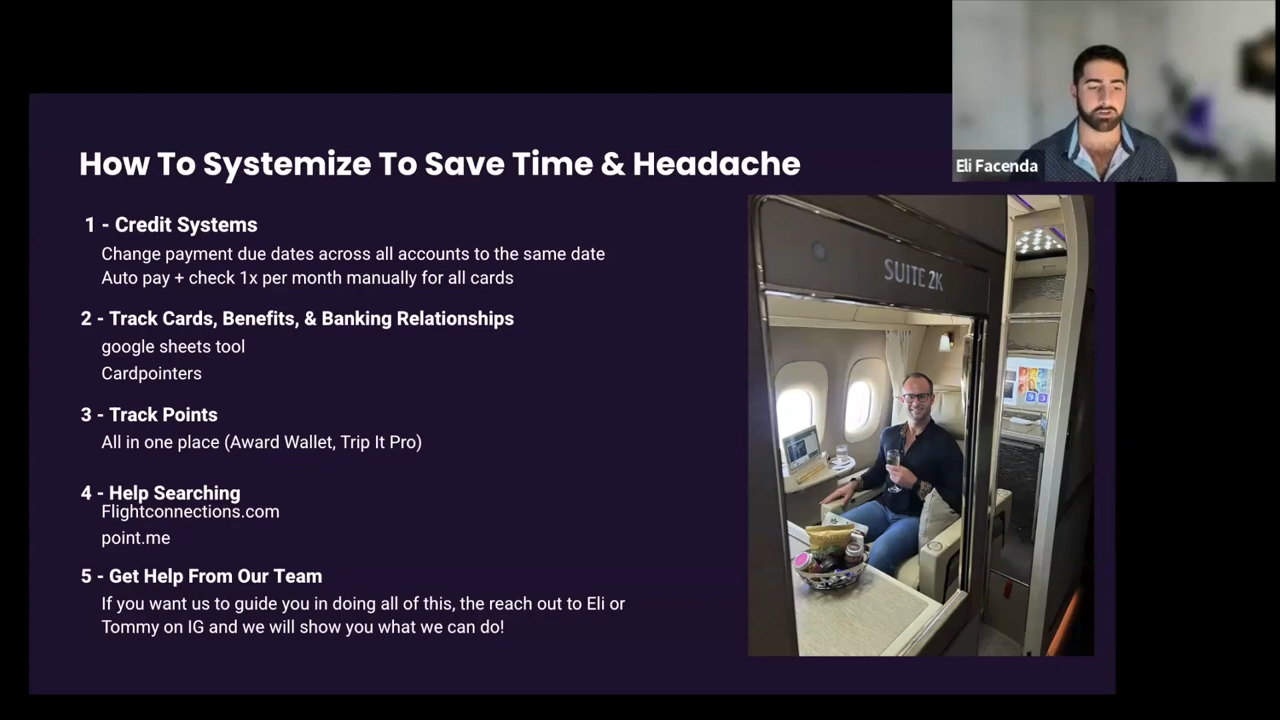 How To Systemize To Save Time & Headache
Eli Facenda
1 - Credit Systems
Change payment due dates across all accounts to the same date
Auto pay + check 1x per month manually for all cards
2 - Track Cards, Benefits, & Banking Relationships
google sheets tool
Cardpointers
3 - Track Points
All in one place (Award Wallet, Trip It Pro)
4 - Help Searching
Flightconnections.com
point.me
5 - Get Help From Our Team
If you want us to guide you in doing all of this, the reach out to Eli or
Tommy on IG and we will show you what we can do!
SUITE 2K